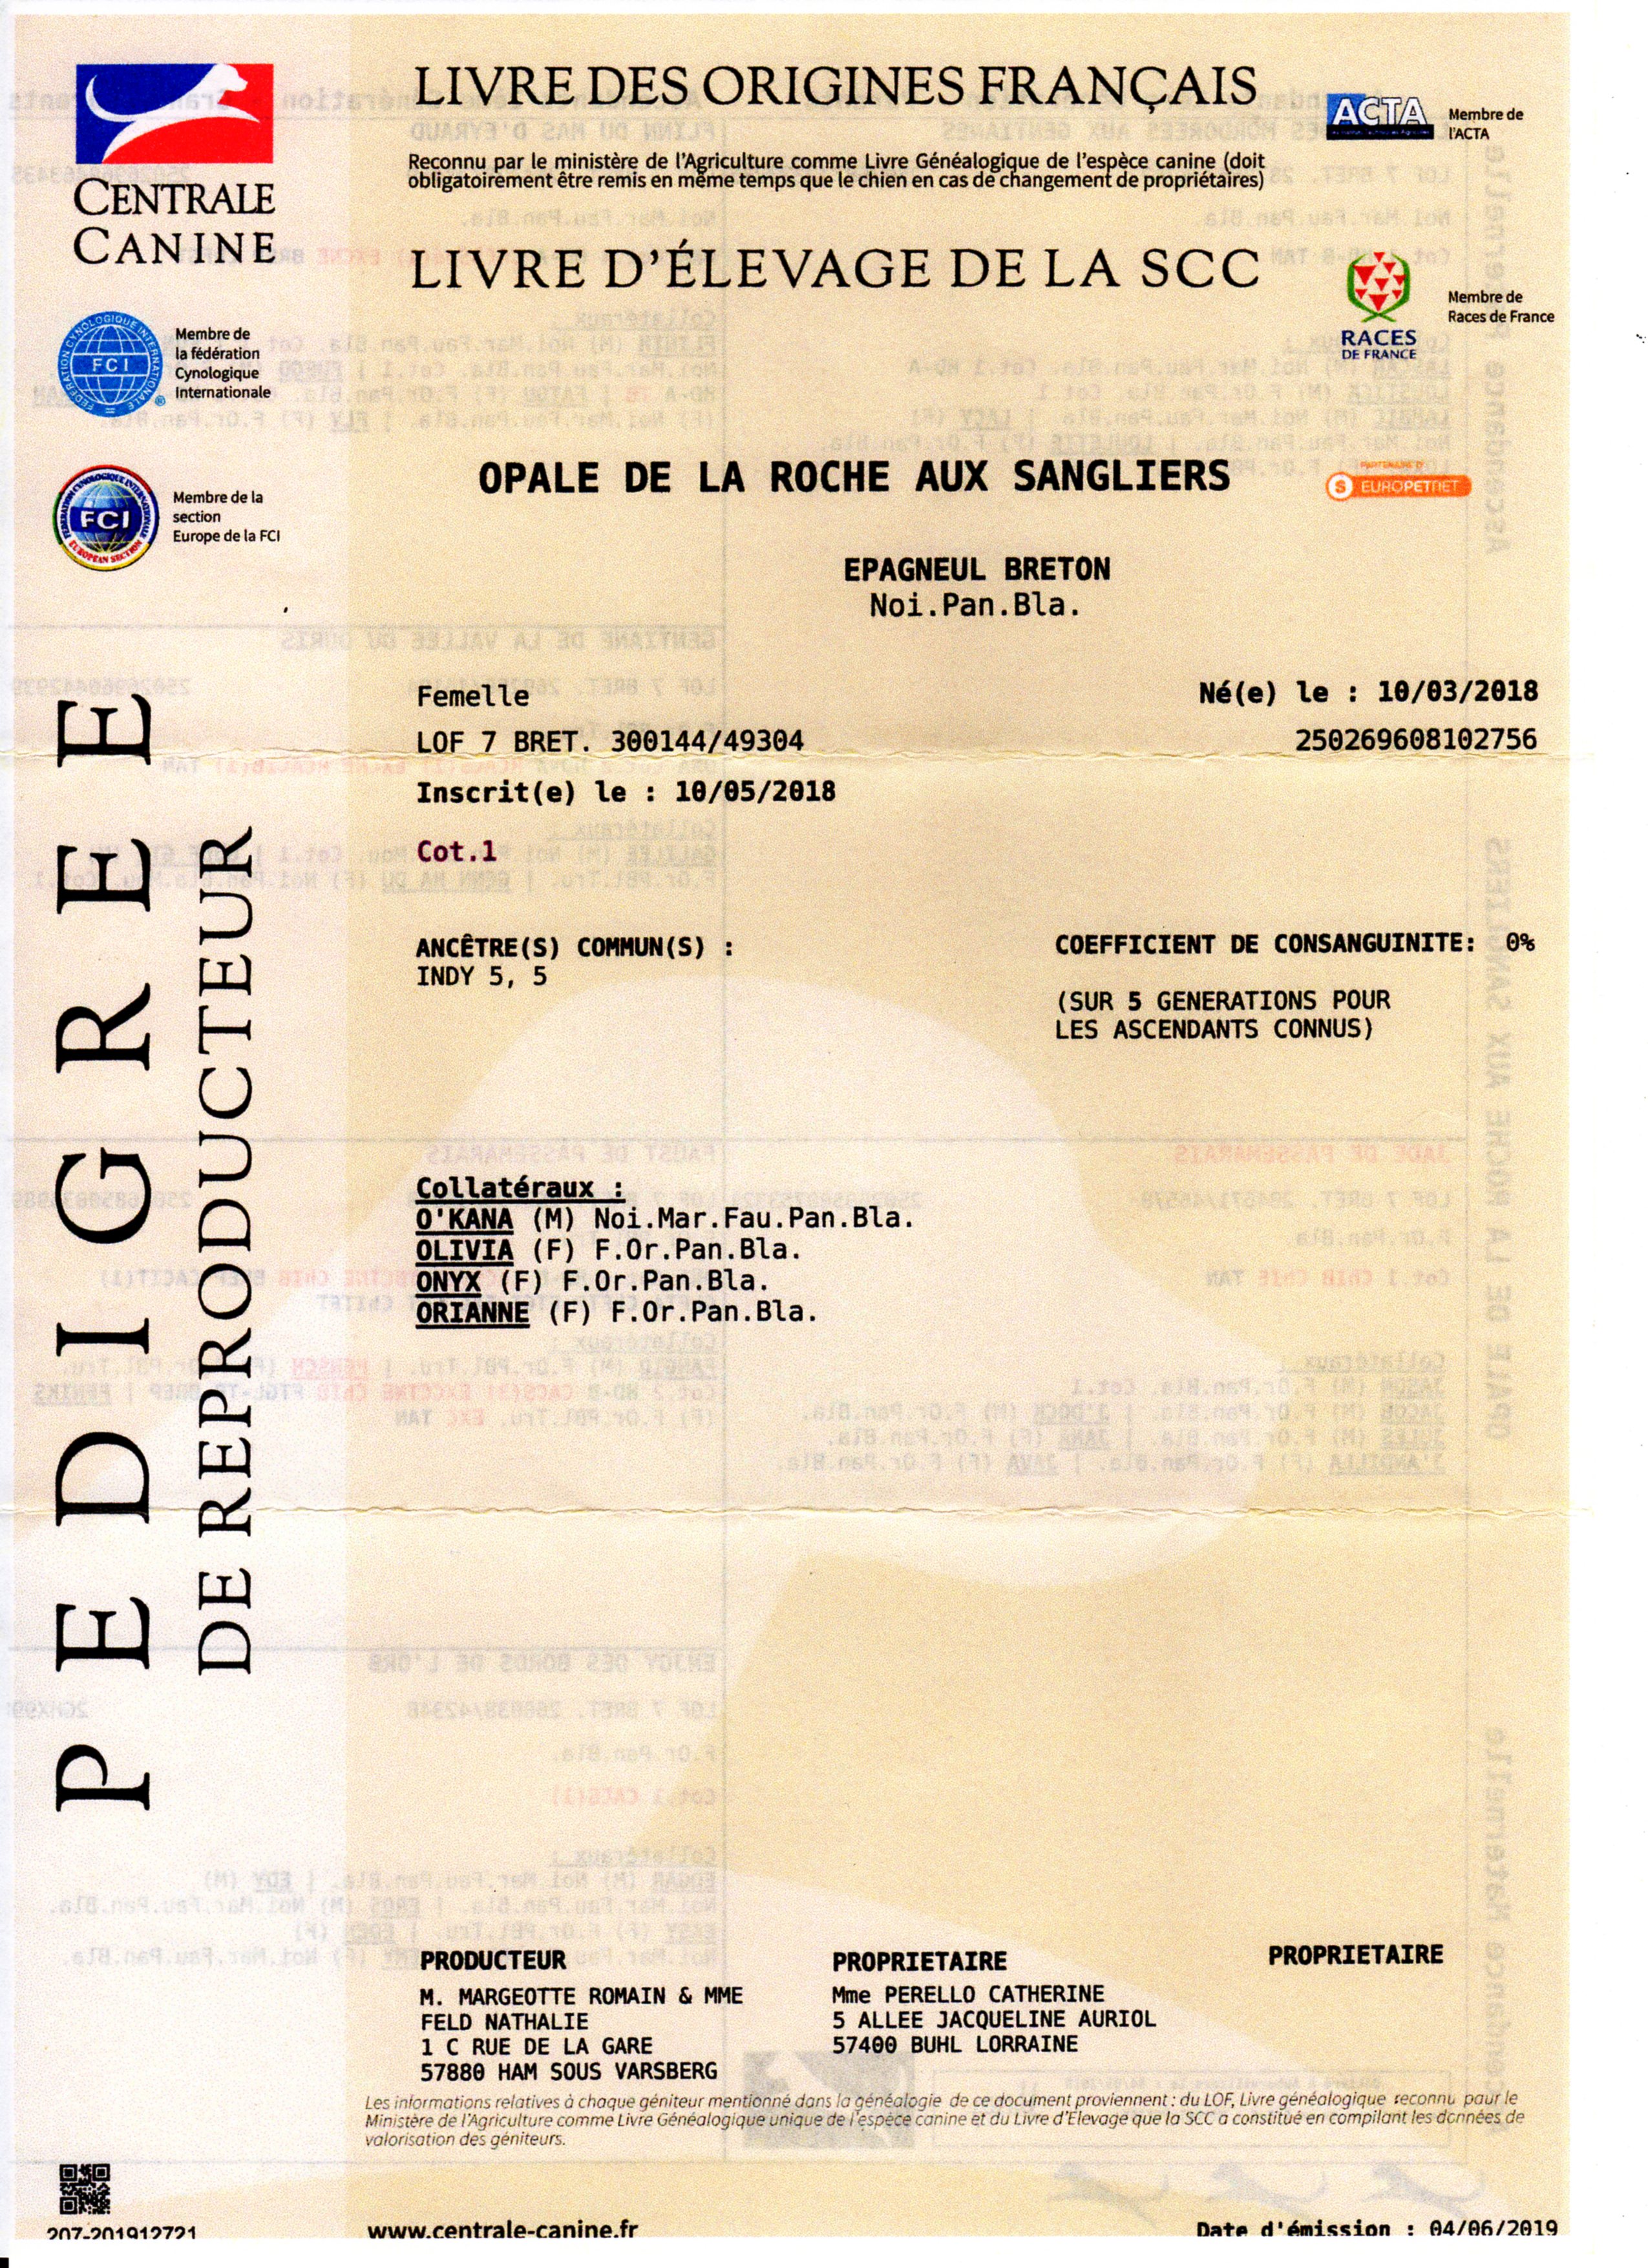 CENTRALE
CANINE
LIVRE DES ORIGINES FRANÇAIS
Reconnu par le ministère de l'Agriculture comme Livre Généalogique de l'espèce canine (doit
obligatoirement être remis en même temps que le chien en cas de changement de propriétaires)
LIVRE D'ÉLEVAGE DE LA SCC
ACTA
Membre de
l'ACTA
RACES
DE FRANCE
Membre de
Races de France
FEDERATION CYNOLOGIQUE INTERNATIONALE
FCI
Membre de
la fédération
Cynologique
Internationale
FEDERATION CYNOLOGIQUE INTERNATIONALE
FCI
EUROPEAN SECTION
Membre de la
section
Europe de la FCI
EUROPETNET
OPALE DE LA ROCHE AUX SANGLIERS
EPAGNEUL BRETON
Noi.Pan.Bla.
Femelle
Né(e) le : 10/03/2018
LOF 7 BRET. 300144/49304
250269608102756
Inscrit(e) le : 10/05/2018
Cot.1
ANCÊTRE(S) COMMUN(S) :
INDY 5, 5
COEFFICIENT DE CONSANGUINITE: 0%
(SUR 5 GENERATIONS POUR
LES ASCENDANTS CONNUS)
Collatéraux :
O'KANA (M) Noi.Mar.Fau.Pan.Bla.
OLIVIA (F) F.Or.Pan.Bla.
ONYX (F) F.Or.Pan.Bla.
ORIANNE (F) F.Or.Pan.Bla.
PEDIGREE
DE REPRODUCTEUR
PRODUCTEUR
M. MARGEOTTE ROMAIN & MME
FELD NATHALIE
1 C RUE DE LA GARE
57880 HAM SOUS VARSBERG
PROPRIETAIRE
Mme PERELLO CATHERINE
5 ALLEE JACQUELINE AURIOL
57400 BUHL LORRAINE
PROPRIETAIRE
Les informations relatives à chaque géniteur mentionné dans la généalogie de ce document proviennent : du LOF, Livre généalogique reconnu paur le
Ministère de l'Agriculture comme Livre Généalogique unique de l'espèce canine et du Livre d'Elevage que la SCC a constitué en compilant les données de
valorisation des géniteurs.
207-201912721
www.centrale-canine.fr
Date d'émission : 04/06/2019